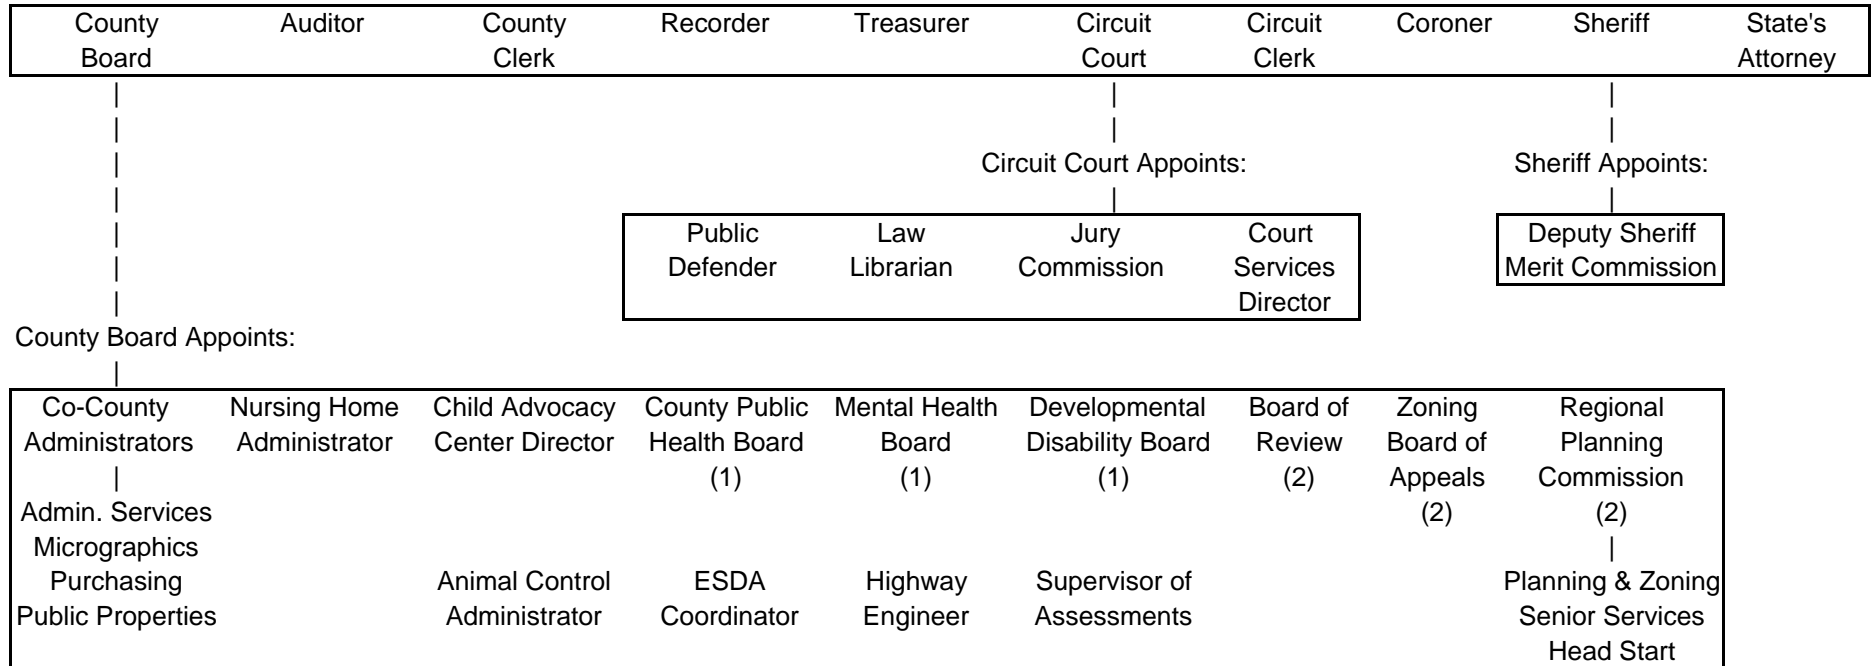 County Auditor County Recorder Treasurer Circuit Circuit Coroner Sheriff State's
Board Clerk Court Clerk Attorney
Circuit Court Appoints: Sheriff Appoints:
Public Law Jury Court Deputy Sheriff
Defender Librarian Commission Services Merit Commission
Director
County Board Appoints:
Co-County Nursing Home Child Advocacy County Public Mental Health Developmental Board of Zoning Regional
Administrators Administrator Center Director Health Board Board Disability Board Review Board of Planning
(1) (1) (1) (2) Appeals Commission
Admin. Services (2) (2)
Micrographics
Purchasing Animal Control ESDA Highway Supervisor of Planning & Zoning
Public Properties Administrator Coordinator Engineer Assessments Senior Services
Head Start